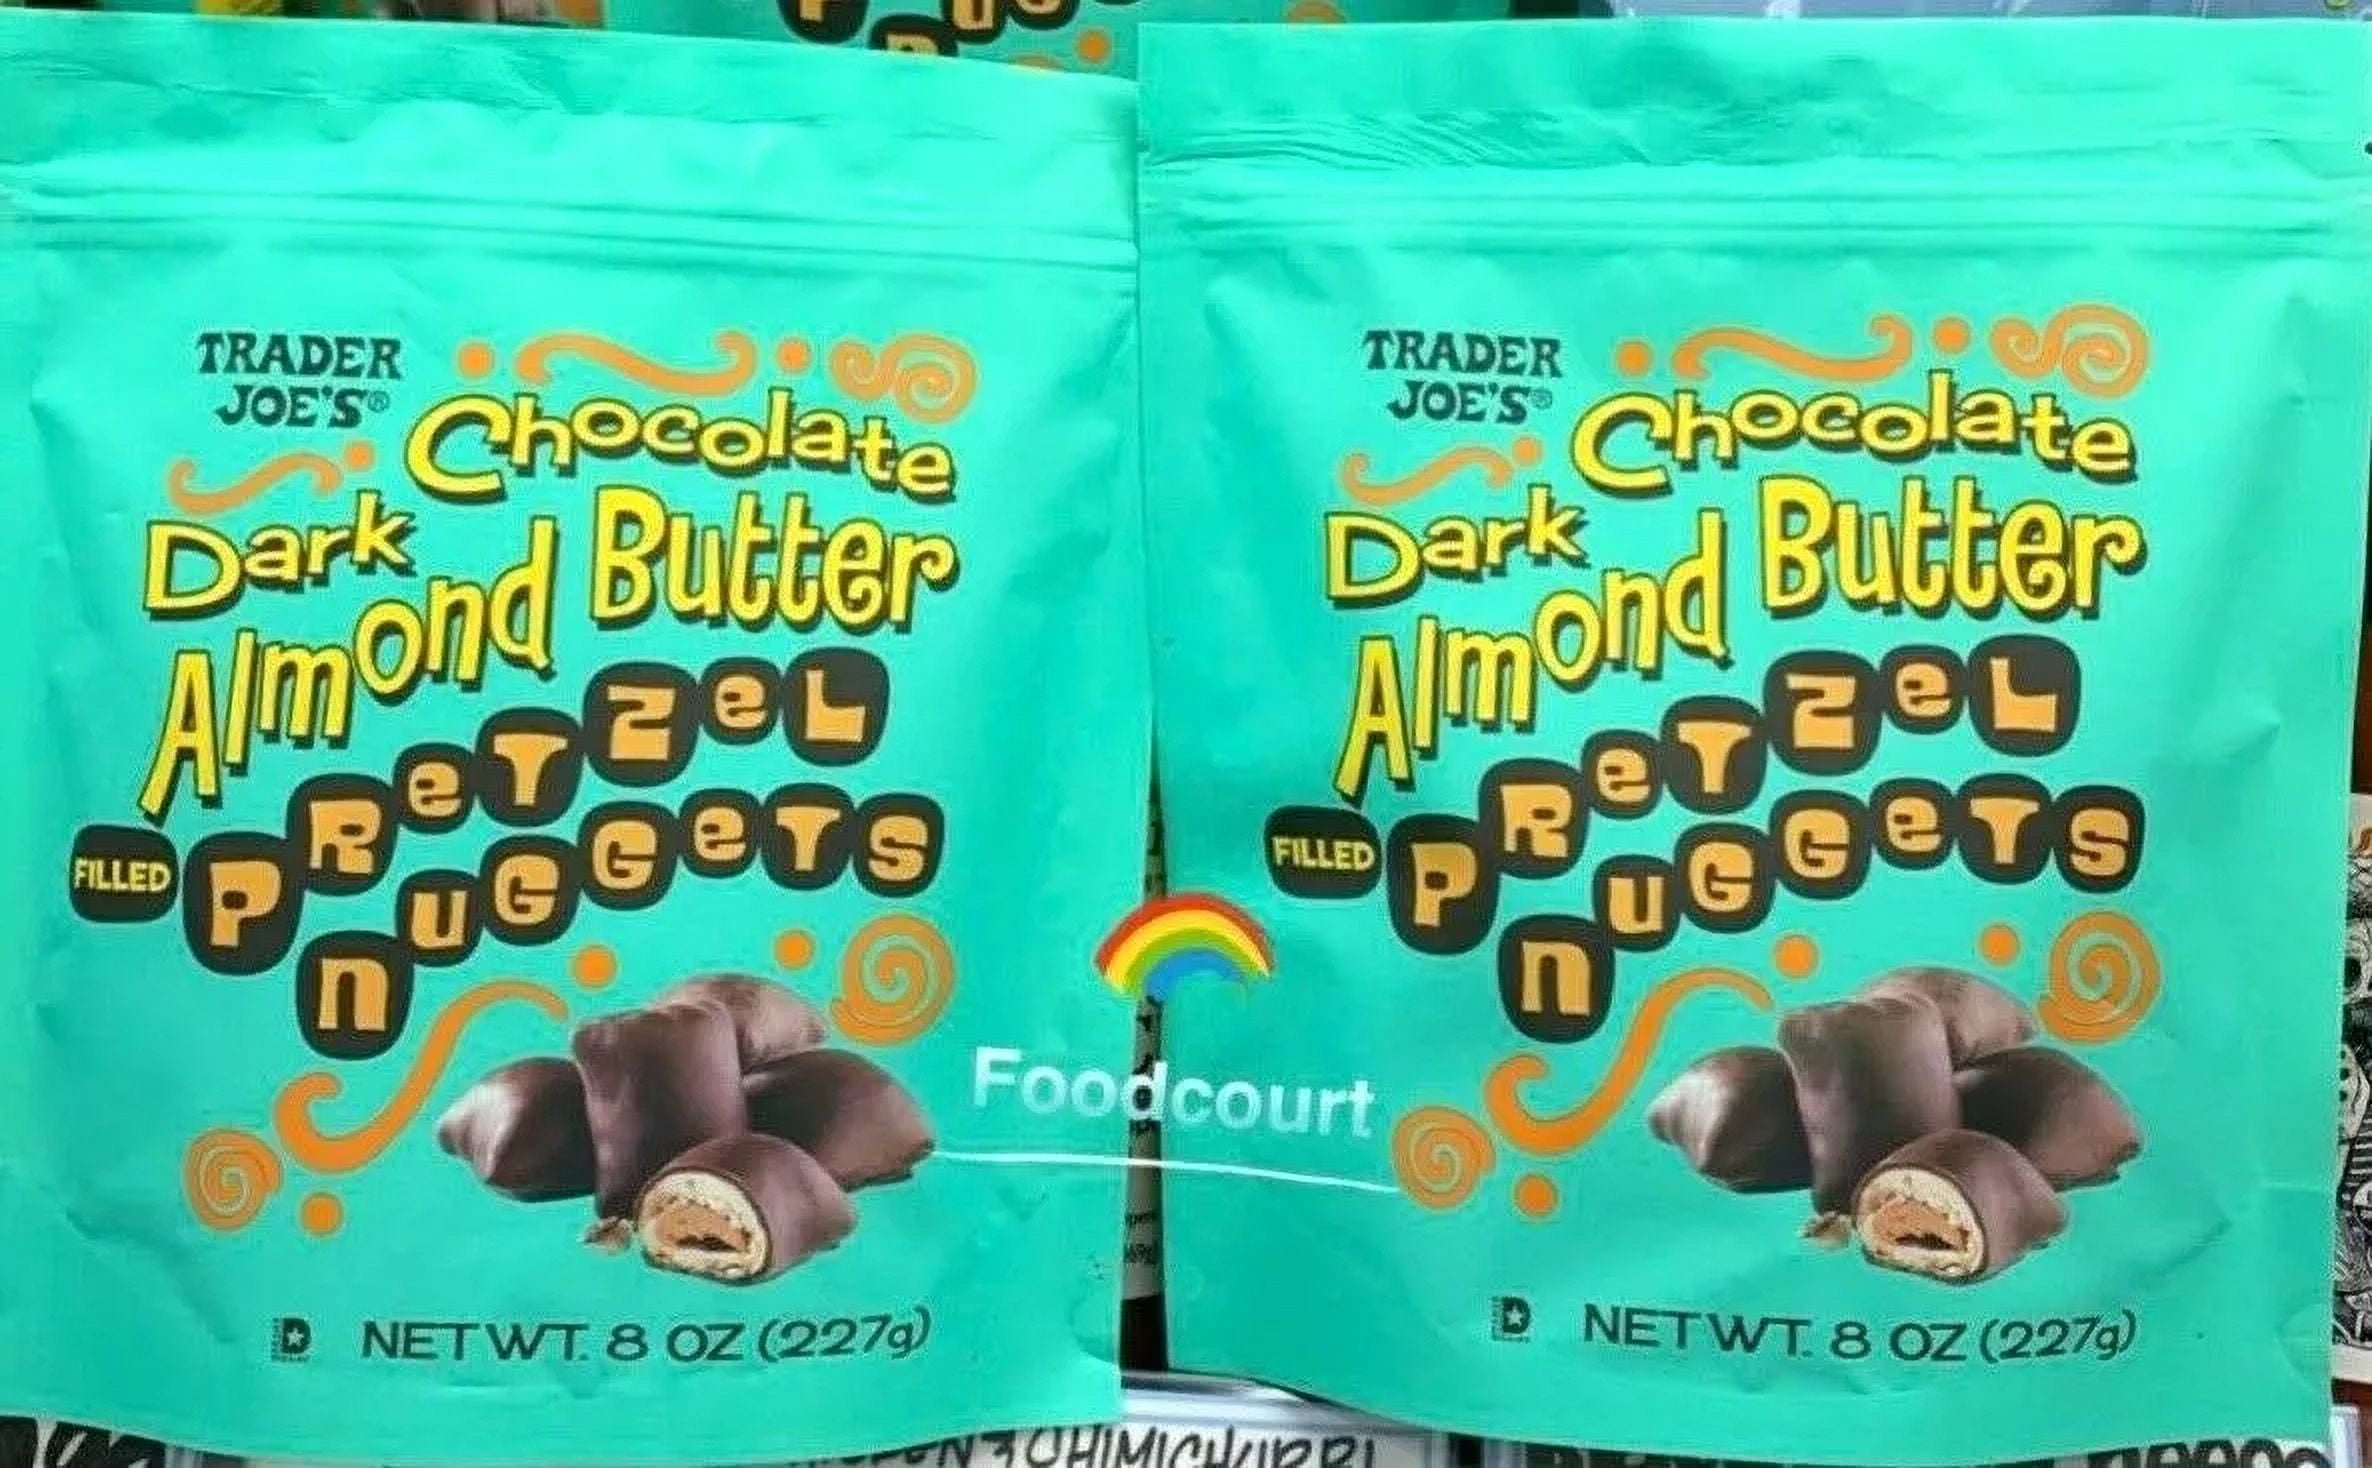 TRADER
JOE'S®
Dark Chocolate
Almond Butter
FILLED PRETZEL
NUGGETS
NET WT. 8 OZ (227g)
TRADER
JOE'S®
Dark Chocolate
Almond Butter
FILLED PRETZEL
NUGGETS
NET WT. 8 OZ (227g)
Foodcourt
CHIMICHURRI